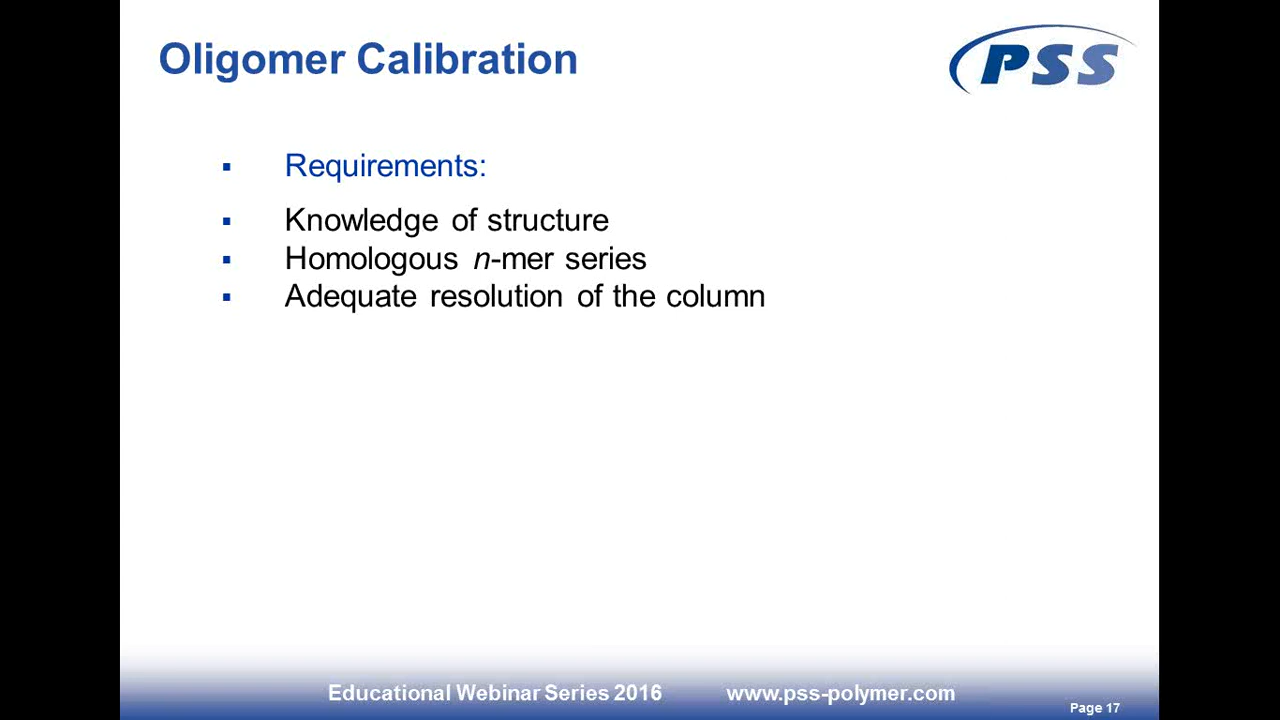 Oligomer Calibration
PSS
Requirements:
Knowledge of structure
Homologous n-mer series
Adequate resolution of the column
Educational Webinar Series 2016 www.pss-polymer.com
Page 17